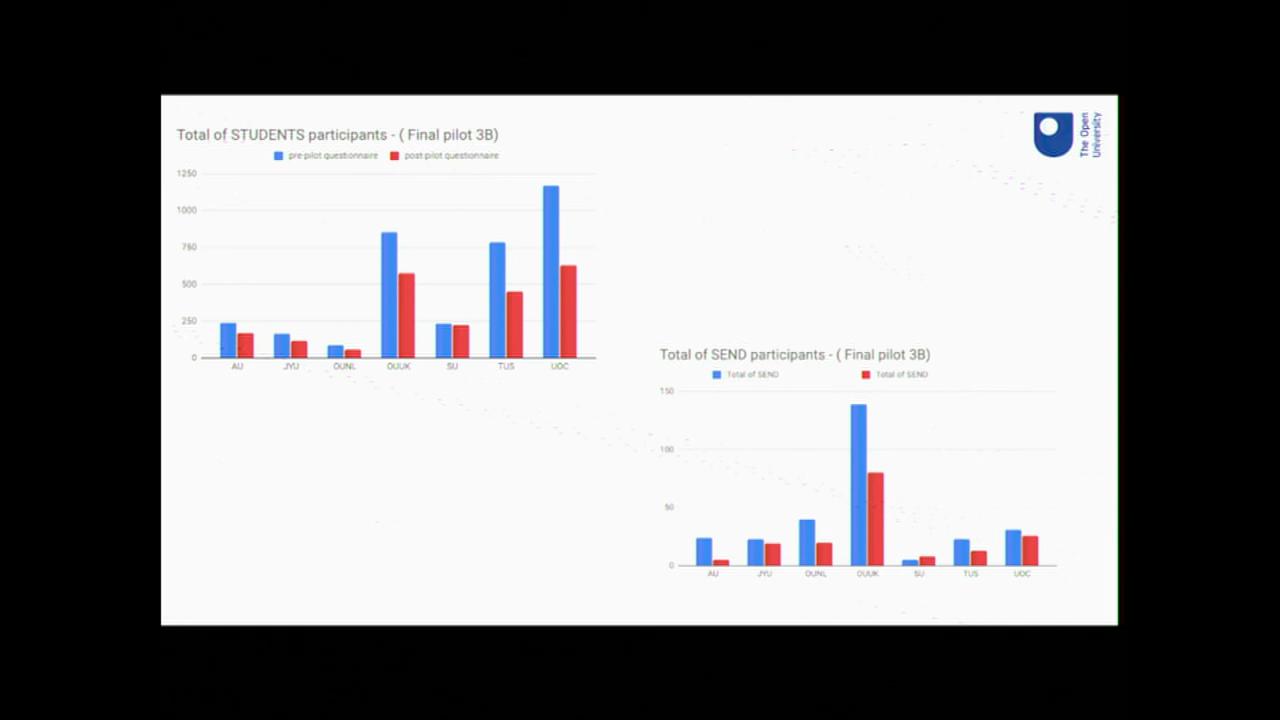 Total of STUDENTS participants - ( Final pilot 3B)
pre-pilot questionnaire post-pilot questionnaire
1250
1000
750
500
250
0
AU JYU OUNL OUUK SU TUS UOC
The Open
University
Total of SEND participants - ( Final pilot 3B)
Total of SEND Total of SEND
150
100
50
0
AU JYU OUNL OUUK SU TUS UOC